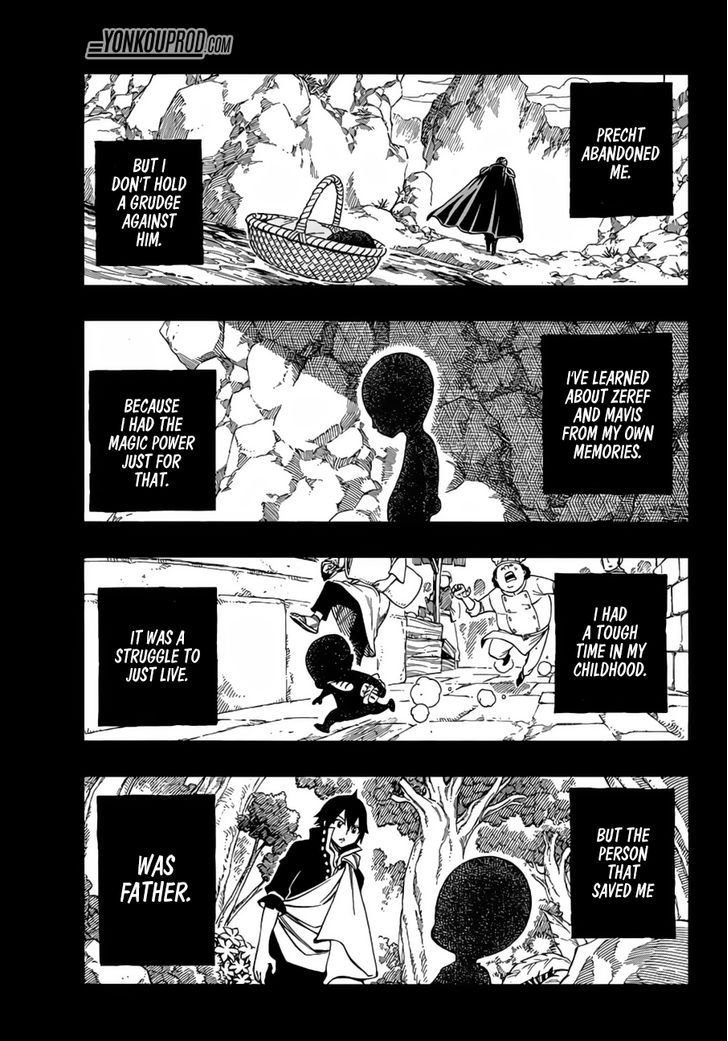 YONKOUPROD.COM
PRECHT
ABANDONED
ME.
BUT I
DON'T HOLD
A GRUDGE
AGAINST
HIM.
I'VE LEARNED
ABOUT ZEREF
AND MAVIS
FROM MY OWN
MEMORIES.
BECAUSE
I HAD THE
MAGIC POWER
JUST FOR
THAT.
I HAD
A TOUGH
TIME IN MY
CHILDHOOD.
IT WAS A
STRUGGLE TO
JUST LIVE.
BUT THE
PERSON
THAT
SAVED ME
WAS
FATHER.